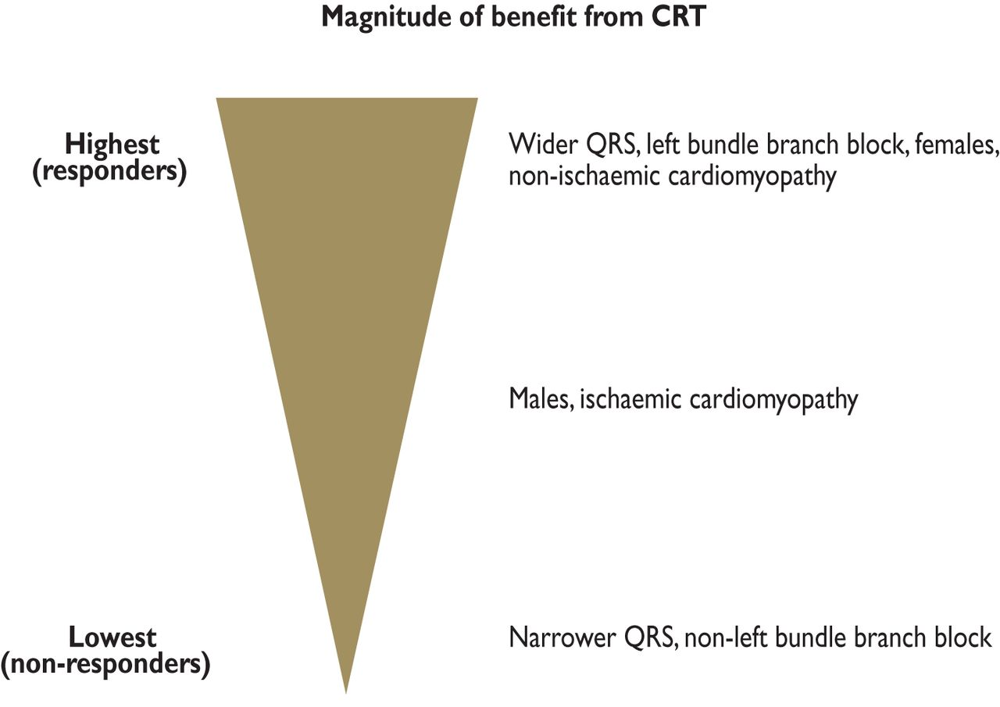 Magnitude of benefit from CRT
Highest
(responders)
Wider QRS, left bundle branch block, females,
non-ischaemic cardiomyopathy
Males, ischaemic cardiomyopathy
Lowest
(non-responders)
Narrower QRS, non-left bundle branch block